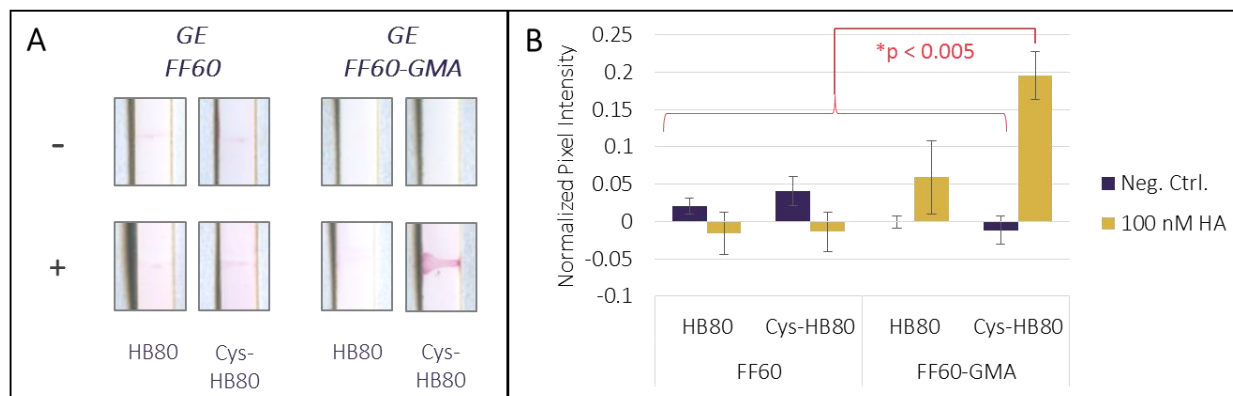 A
GE GE
FF60 FF60-GMA
-
+
HB80 Cys- HB80 Cys-
HB80 HB80
B
Normalized Pixel Intensity
0.25
0.2
0.15
0.1
0.05
0
-0.05
-0.1
*p < 0.005
HB80 Cys-HB80 HB80 Cys-HB80
FF60 FF60-GMA
Neg. Ctrl.
100 nM HA